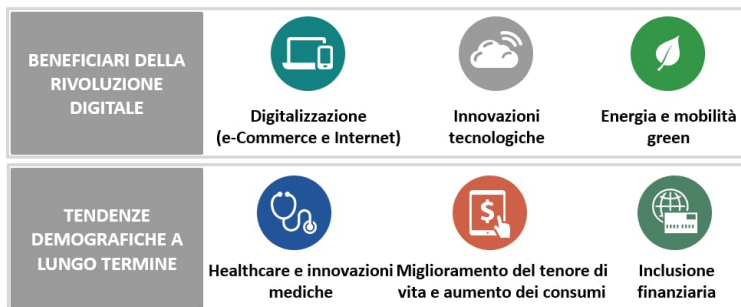 BENEFICIARI DELLA
RIVOLUZIONE
DIGITALE
Digitalizzazione
(e-Commerce e Internet)
Innovazioni
tecnologiche
Energia e mobilità
green
TENDENZE
DEMOGRAFICHE A
LUNGO TERMINE
$
Healthcare e innovazioni
mediche
Miglioramento del tenore di
vita e aumento dei consumi
Inclusione
finanziaria